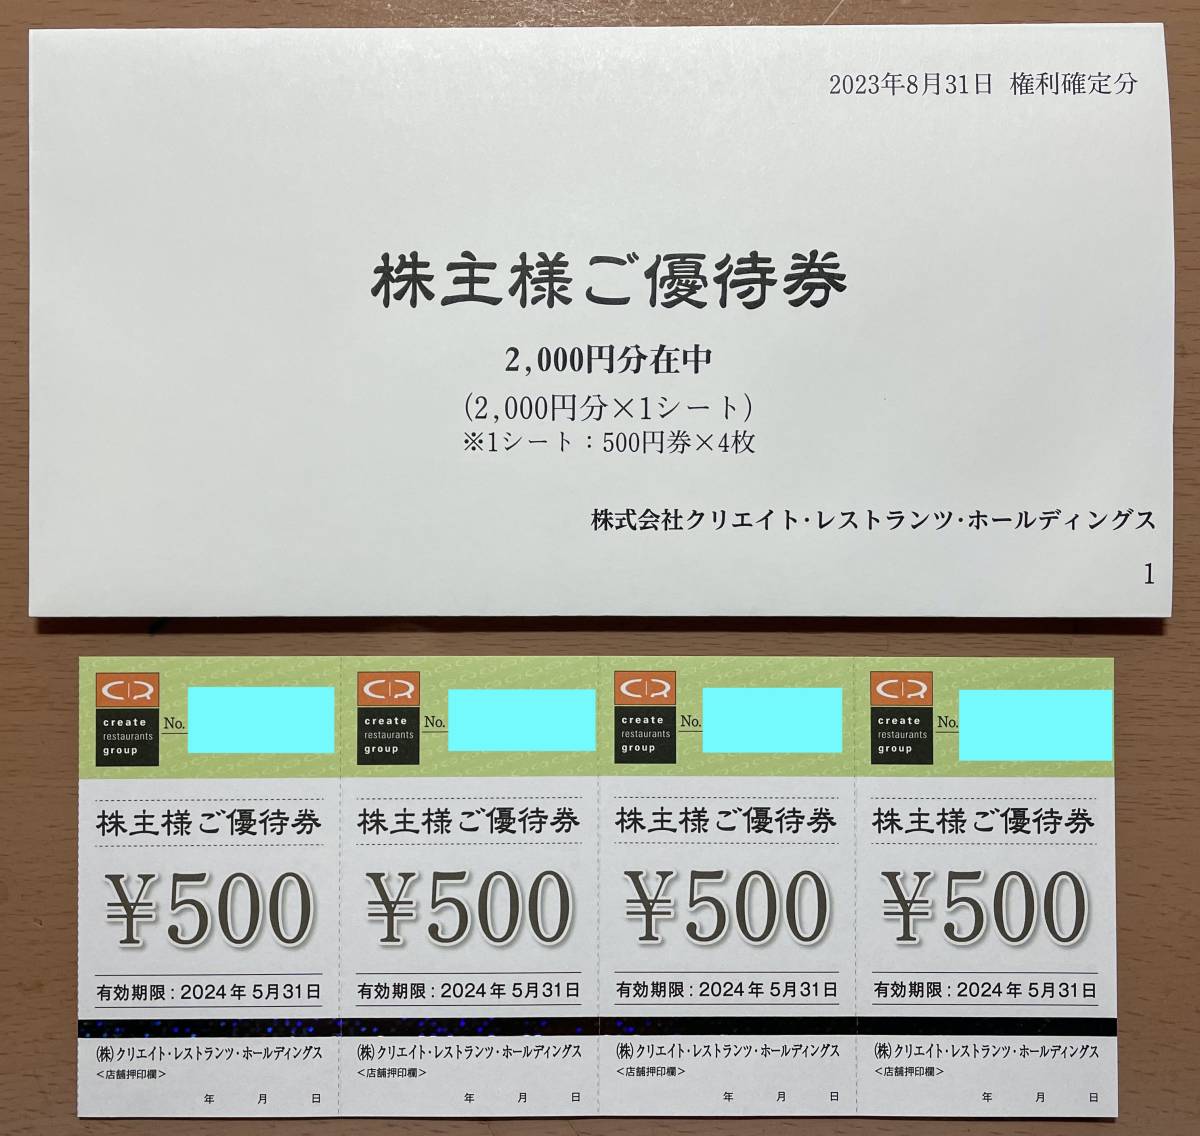 2023年8月31日 権利確定分
株主様ご優待券
2,000円分在中
(2,000円分×1シート)
※1シート：500円券×4枚
株式会社クリエイト・レストランツ・ホールディングス
1
CR
create
restaurants
group
No.
株主様ご優待券
¥500
有効期限：2024年5月31日
(株)クリエイト・レストランツ・ホールディングス
<店舗押印欄>
年 月 日
CR
create
restaurants
group
No.
株主様ご優待券
¥500
有効期限：2024年5月31日
(株)クリエイト・レストランツ・ホールディングス
<店舗押印欄>
年 月 日
CR
create
restaurants
group
No.
株主様ご優待券
¥500
有効期限：2024年5月31日
(株)クリエイト・レストランツ・ホールディングス
<店舗押印欄>
年 月 日
CR
create
restaurants
group
No.
株主様ご優待券
¥500
有効期限：2024年5月31日
(株)クリエイト・レストランツ・ホールディングス
<店舗押印欄>
年 月 日